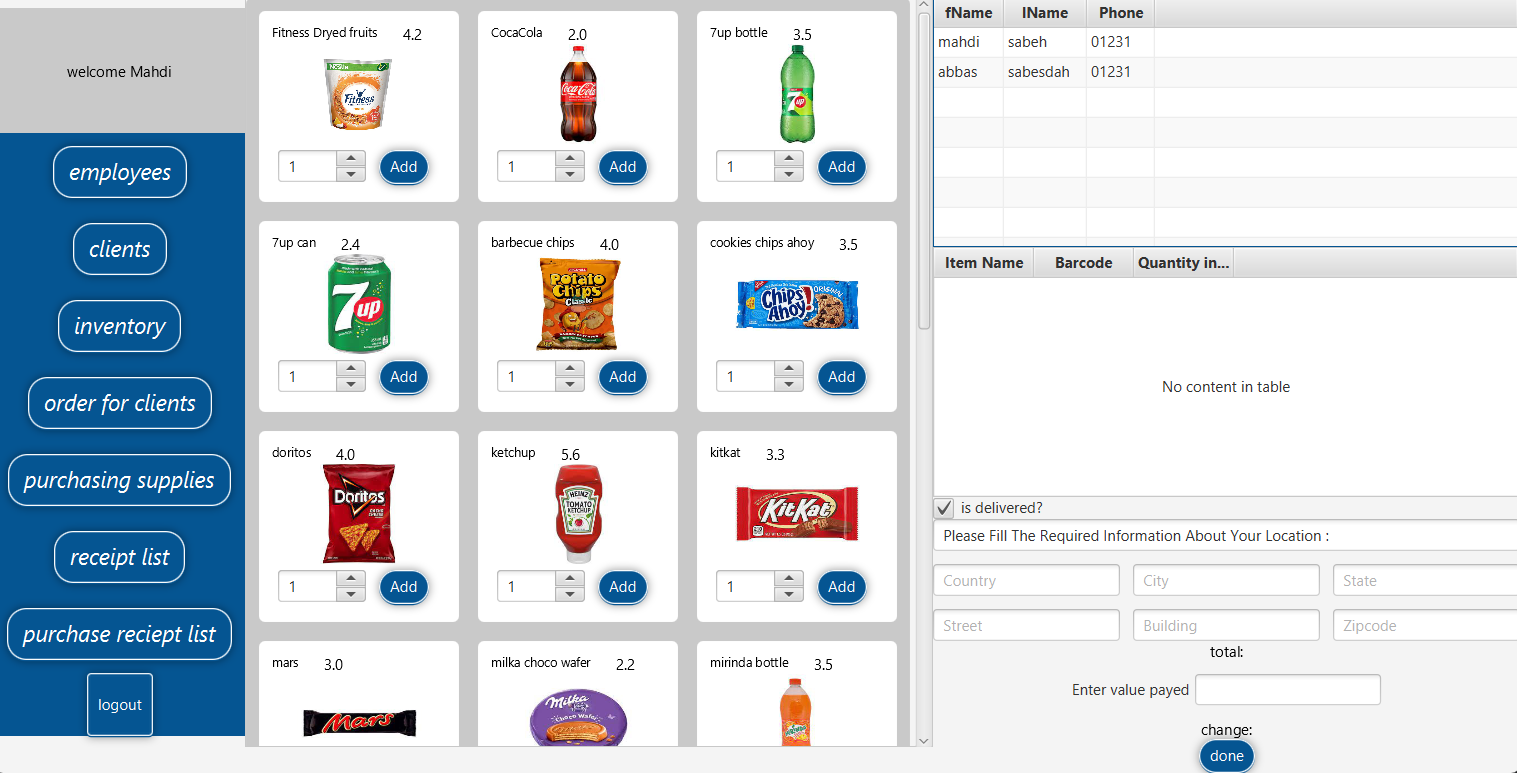 welcome Mahdi
employees
clients
inventory
order for clients
purchasing supplies
receipt list
purchase reciept list
logout
Fitness Dryed fruits 4.2
Fitness
1 Add
CocaCola 2.0
Coca-Cola
1 Add
7up bottle 3.5
7up
1 Add
7up can 2.4
7up
1 Add
barbecue chips 4.0
Potato
Chips
Classic
1 Add
cookies chips ahoy 3.5
Chips
Ahoy!
ORIGINAL
1 Add
doritos 4.0
Doritos
1 Add
ketchup 5.6
HEINZ
TOMATO
KETCHUP
1 Add
kitkat 3.3
KitKat
1 Add
mars 3.0
Mars
milka choco wafer 2.2
Milka
Choco Wafer
mirinda bottle 3.5
fName lName Phone
mahdi sabeh 01231
abbas sabesdah 01231
Item Name Barcode Quantity in...
No content in table
is delivered?
Please Fill The Required Information About Your Location :
Country City State
Street Building Zipcode
total:
Enter value payed
change:
done